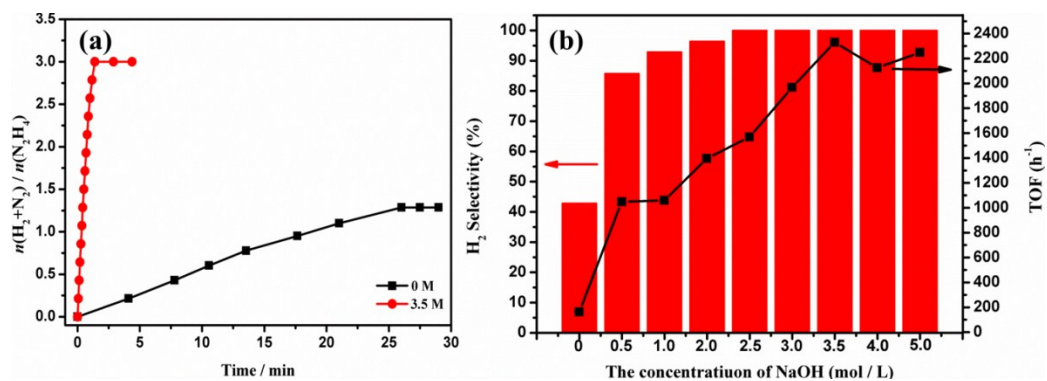 (a)
n(H₂+N₂) / n(N₂H₄)
3.0
2.5
2.0
1.5
1.0
0.5
0.0
0 M
3.5 M
0 5 10 15 20 25 30
Time / min
(b)
H₂ Selectivity (%)
100
90
80
70
60
50
40
30
20
10
0
2400
2200
2000
1800
1600
1400
1200
1000
800
600
400
200
0
TOF (h⁻¹)
0 0.5 1.0 2.0 2.5 3.0 3.5 4.0 5.0
The concentratiuon of NaOH (mol / L)